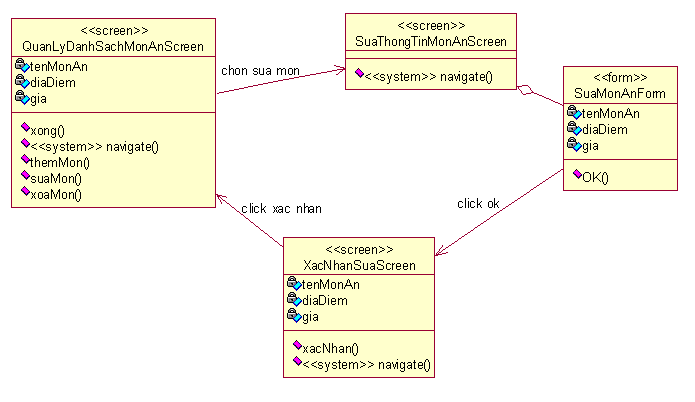 <<screen>>
QuanLyDanhSachMonAnScreen
tenMonAn
diaDiem
gia
xong()
<<system>> navigate()
themMon()
suaMon()
xoaMon()
chon sua mon
<<screen>>
SuaThongTinMonAnScreen
<<system>> navigate()
<<form>>
SuaMonAnForm
tenMonAn
diaDiem
gia
OK()
click ok
click xac nhan
<<screen>>
XacNhanSuaScreen
tenMonAn
diaDiem
gia
xacNhan()
<<system>> navigate()